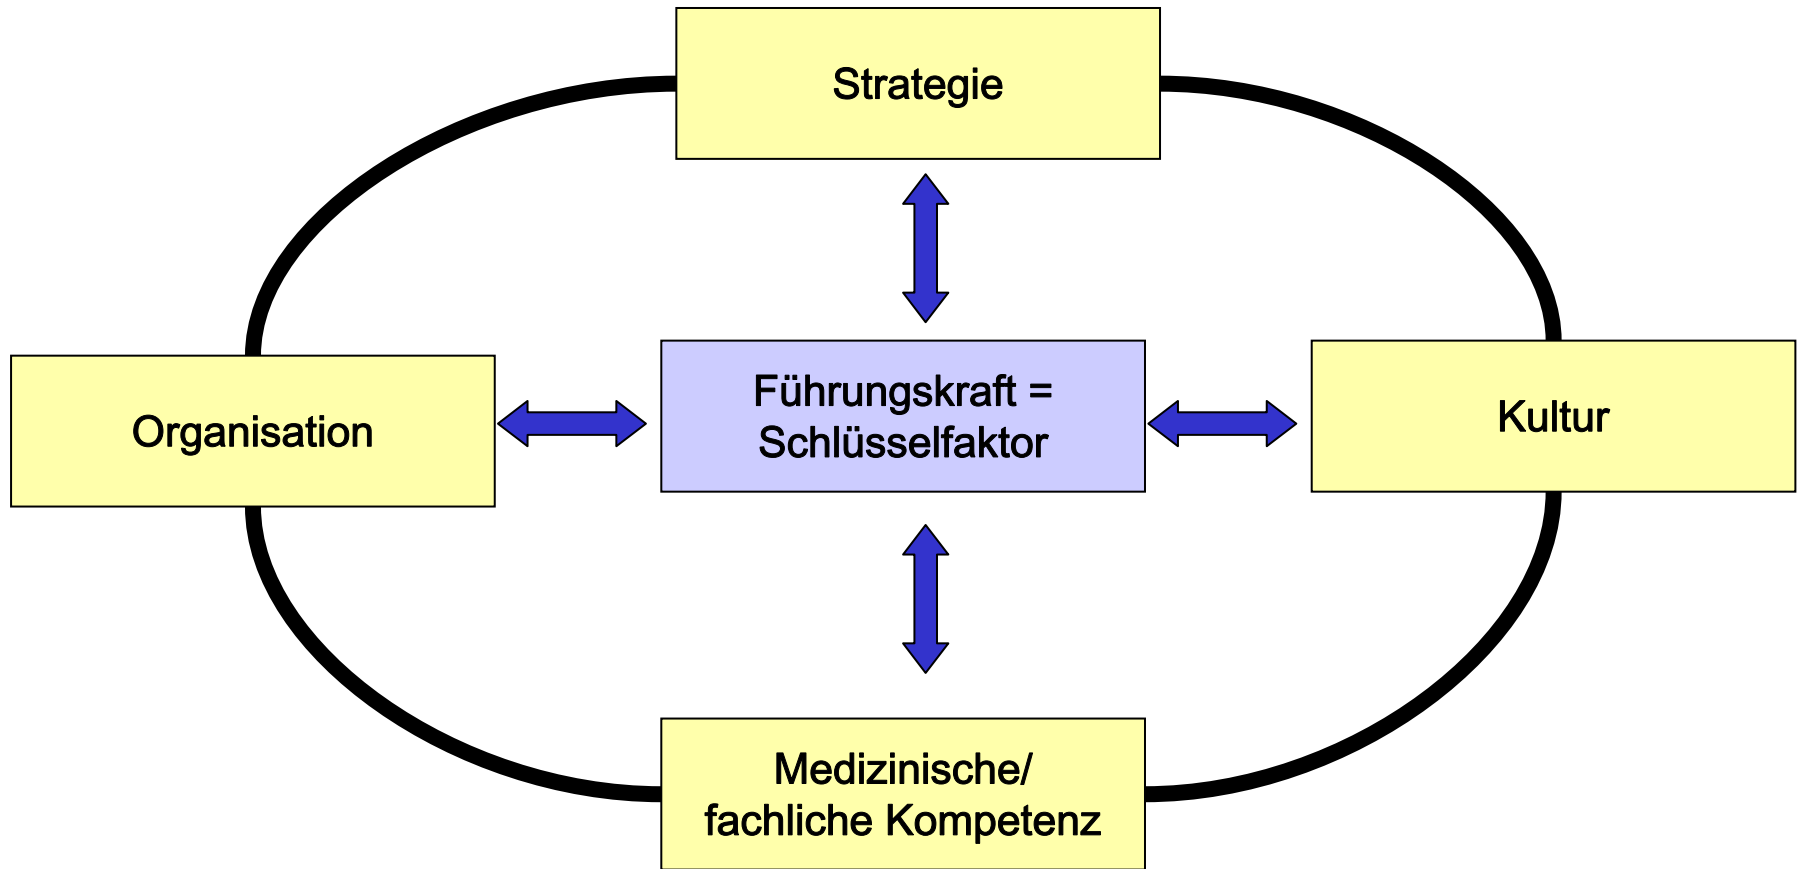 Strategie
Organisation
Führungskraft =
Schlüsselfaktor
Kultur
Medizinische/
fachliche Kompetenz